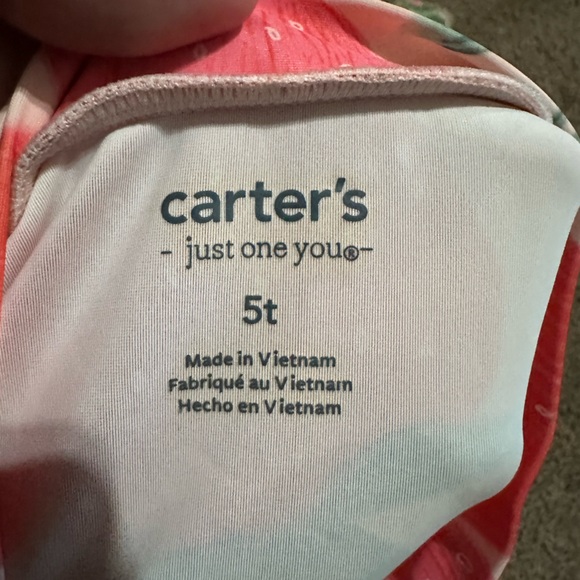 carter's
- just one you®-
5t
Made in Vietnam
Fabriqué au Vietnam
Hecho en Vietnam